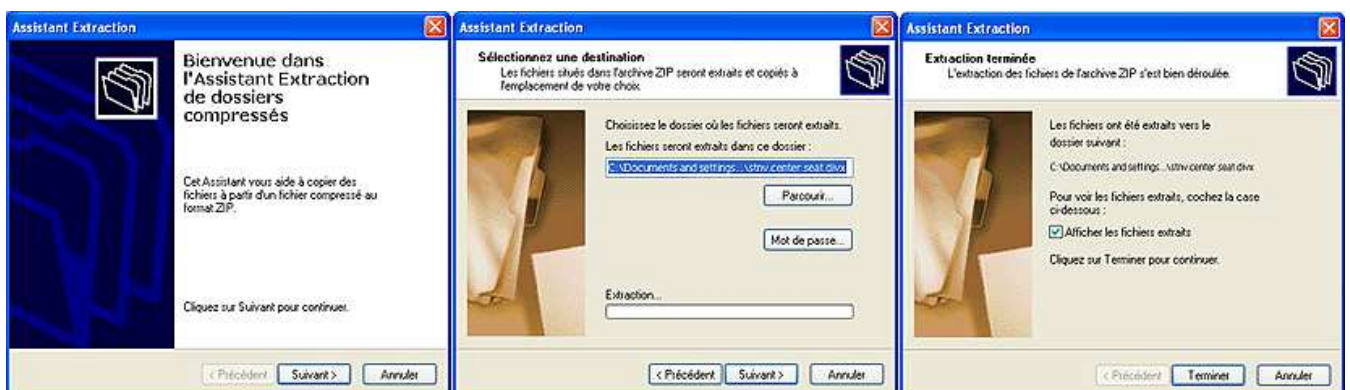 Assistant Extraction
Bienvenue dans
l'Assistant Extraction
de dossiers
compressés
Cet Assistant vous aide à copier des
fichiers à partir d'un fichier compressé au
format ZIP.
Cliquez sur Suivant pour continuer.
< Précédent
Suivant >
Annuler
Assistant Extraction
Sélectionnez une destination
Les fichiers situés dans l'archive ZIP seront extraits et copiés à
l'emplacement de votre choix.
Choisissez le dossier où les fichiers seront extraits.
Les fichiers seront extraits dans ce dossier :
C:\Documents and settings...\stnv.center.seat.divx
Parcourir...
Mot de passe...
Extraction...
< Précédent
Suivant >
Annuler
Assistant Extraction
Extraction terminée
L'extraction des fichiers de l'archive ZIP s'est bien déroulée.
Les fichiers ont été extraits vers le
dossier suivant :
C:\Documents and settings...\stnv.center.seat.divx
Pour voir les fichiers extraits, cochez la case
ci-dessous :
Afficher les fichiers extraits
Cliquez sur Terminer pour continuer.
< Précédent
Terminer
Annuler